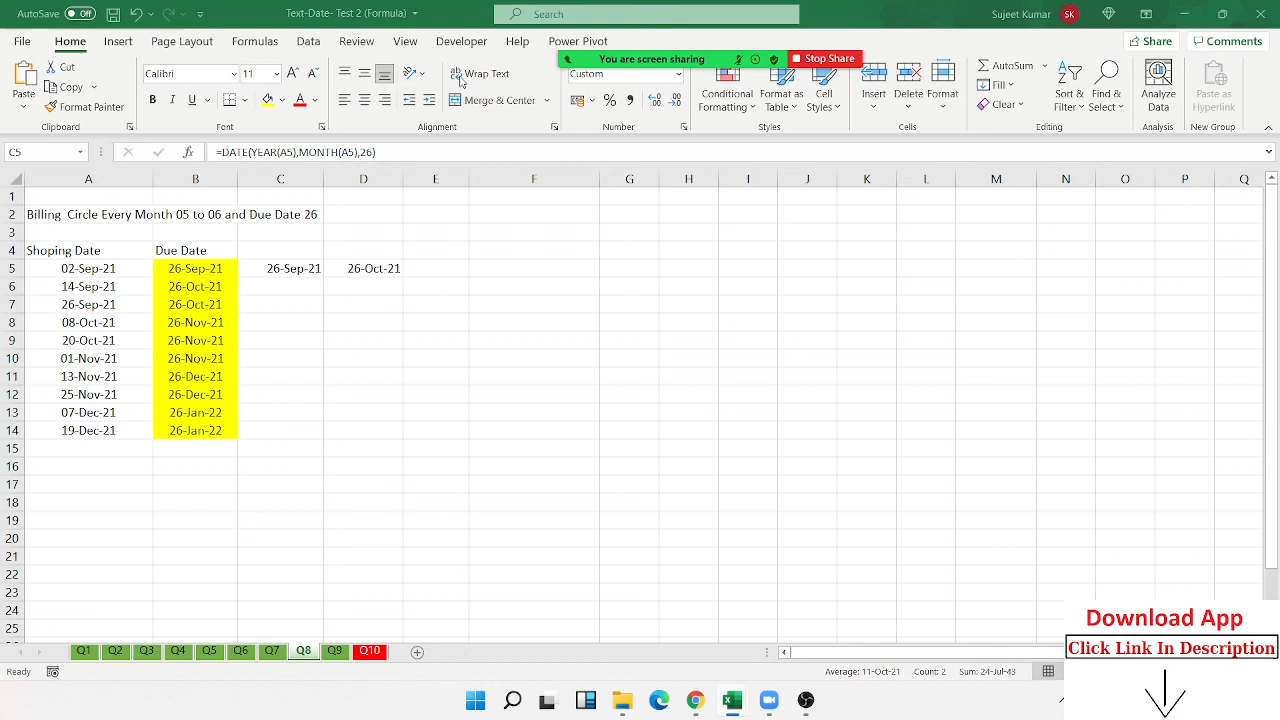 AutoSave Off Text-Date- Test 2 (Formula) Search Sujeet Kumar SK
File Home Insert Page Layout Formulas Data Review View Developer Help Power Pivot Share Comments
You are screen sharing Stop Share
Cut
Copy
Format Painter
Paste
Calibri 11
Wrap Text
Merge & Center
Custom
Conditional Formatting
Format as Table
Cell Styles
Insert Delete Format
AutoSum
Fill
Clear
Sort & Filter
Find & Select
Analyze Data
Paste as Hyperlink
Clipboard Font Alignment Number Styles Cells Editing Analysis New Group
C5 fx =DATE(YEAR(A5),MONTH(A5),26)
A B C D E F G H I J K L M N O P Q
1
2 Billing Circle Every Month 05 to 06 and Due Date 26
3
4 Shoping Date Due Date
5 02-Sep-21 26-Sep-21 26-Sep-21 26-Oct-21
6 14-Sep-21 26-Oct-21
7 26-Sep-21 26-Oct-21
8 08-Oct-21 26-Nov-21
9 20-Oct-21 26-Nov-21
10 01-Nov-21 26-Nov-21
11 13-Nov-21 26-Dec-21
12 25-Nov-21 26-Dec-21
13 07-Dec-21 26-Jan-22
14 19-Dec-21 26-Jan-22
15
16
17
18
19
20
21
22
23
24
25
Download App
Click Link In Description
Q1 Q2 Q3 Q4 Q5 Q6 Q7 Q8 Q9 Q10
Ready Average: 11-Oct-21 Count: 2 Sum: 24-Jul-43